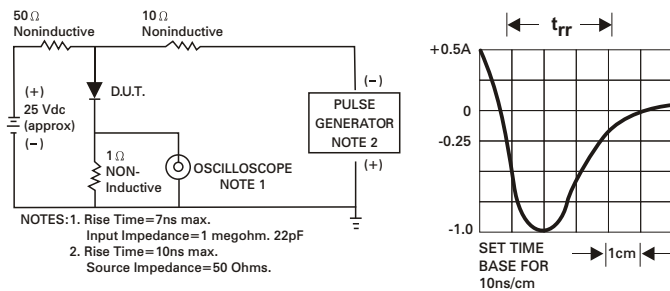 50Ω
Noninductive
10Ω
Noninductive
(+)
25 Vdc
(approx)
(-)
D.U.T.
1Ω
NON-
Inductive
OSCILLOSCOPE
NOTE 1
(-)
PULSE
GENERATOR
NOTE 2
(+)
NOTES:1. Rise Time=7ns max.
Input Impedance=1 megohm. 22pF
2. Rise Time=10ns max.
Source Impedance=50 Ohms.
trr
+0.5A
0
-0.25
-1.0
SET TIME
BASE FOR
10ns/cm
1cm